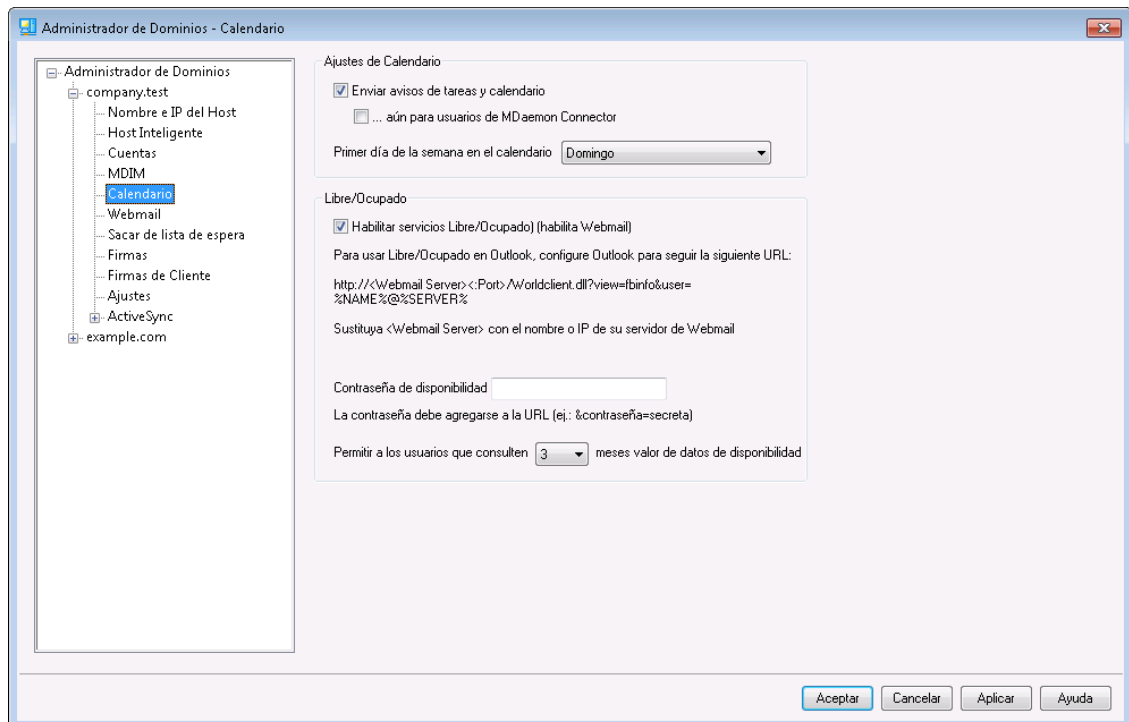 Administrador de Dominios - Calendario
Administrador de Dominios
company.test
Nombre e IP del Host
Host Inteligente
Cuentas
MDIM
Calendario
Webmail
Sacar de lista de espera
Firmas
Firmas de Cliente
Ajustes
ActiveSync
example.com
Ajustes de Calendario
Enviar avisos de tareas y calendario
... aún para usuarios de MDaemon Connector
Primer día de la semana en el calendario Domingo
Libre/Ocupado
Habilitar servicios Libre/Ocupado) (habilita Webmail)
Para usar Libre/Ocupado en Outlook, configure Outlook para seguir la siguiente URL:
http://<Webmail Server><:Port>/Worldclient.dll?view=fbinfo&user=
%NAME%@%SERVER%
Sustituya <Webmail Server> con el nombre o IP de su servidor de Webmail
Contraseña de disponibilidad
La contraseña debe agregarse a la URL (ej.: &contraseña=secreta)
Permitir a los usuarios que consulten 3 meses valor de datos de disponibilidad
Aceptar Cancelar Aplicar Ayuda